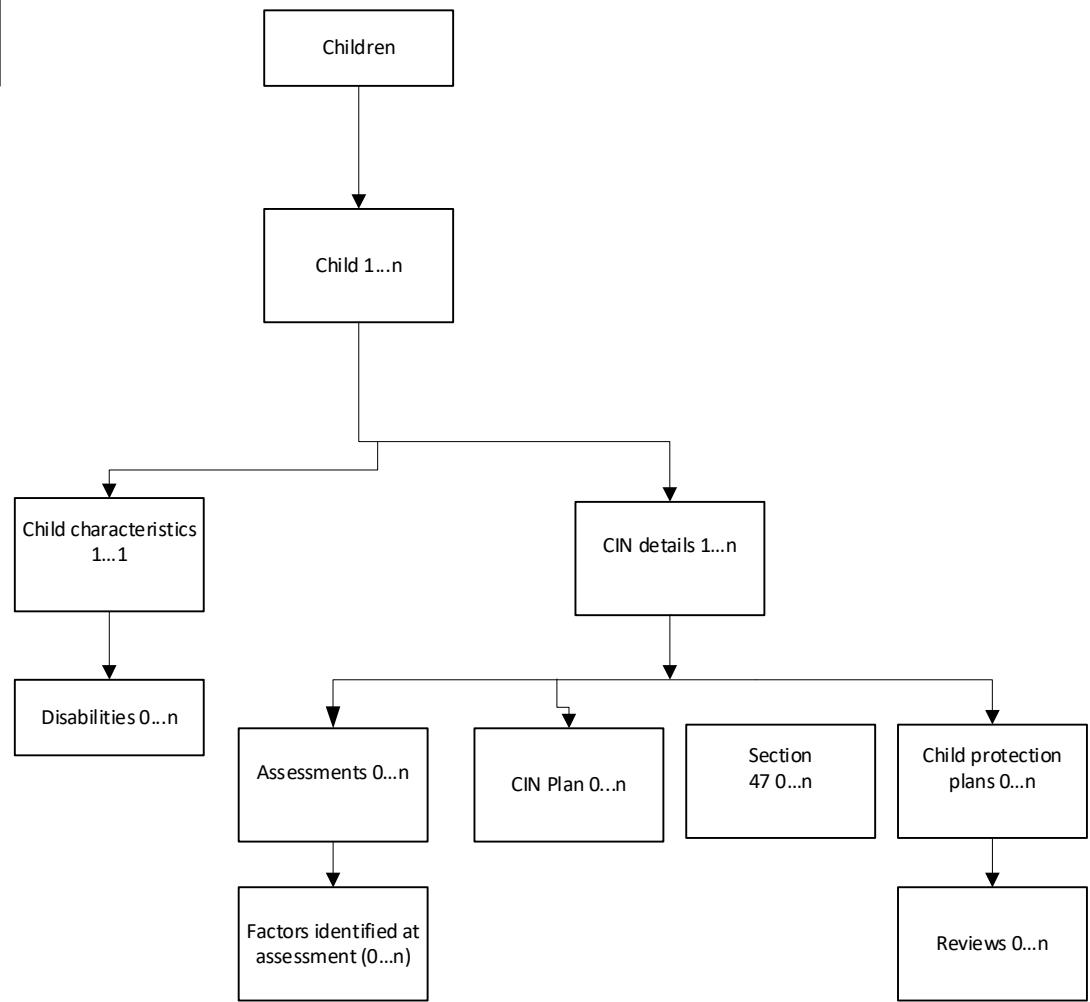 Children
Child 1...n
Child characteristics
1...1
CIN details 1...n
Disabilities 0...n
Assessments 0...n
CIN Plan 0...n
Section
47 0...n
Child protection
plans 0...n
Factors identified at
assessment (0...n)
Reviews 0...n